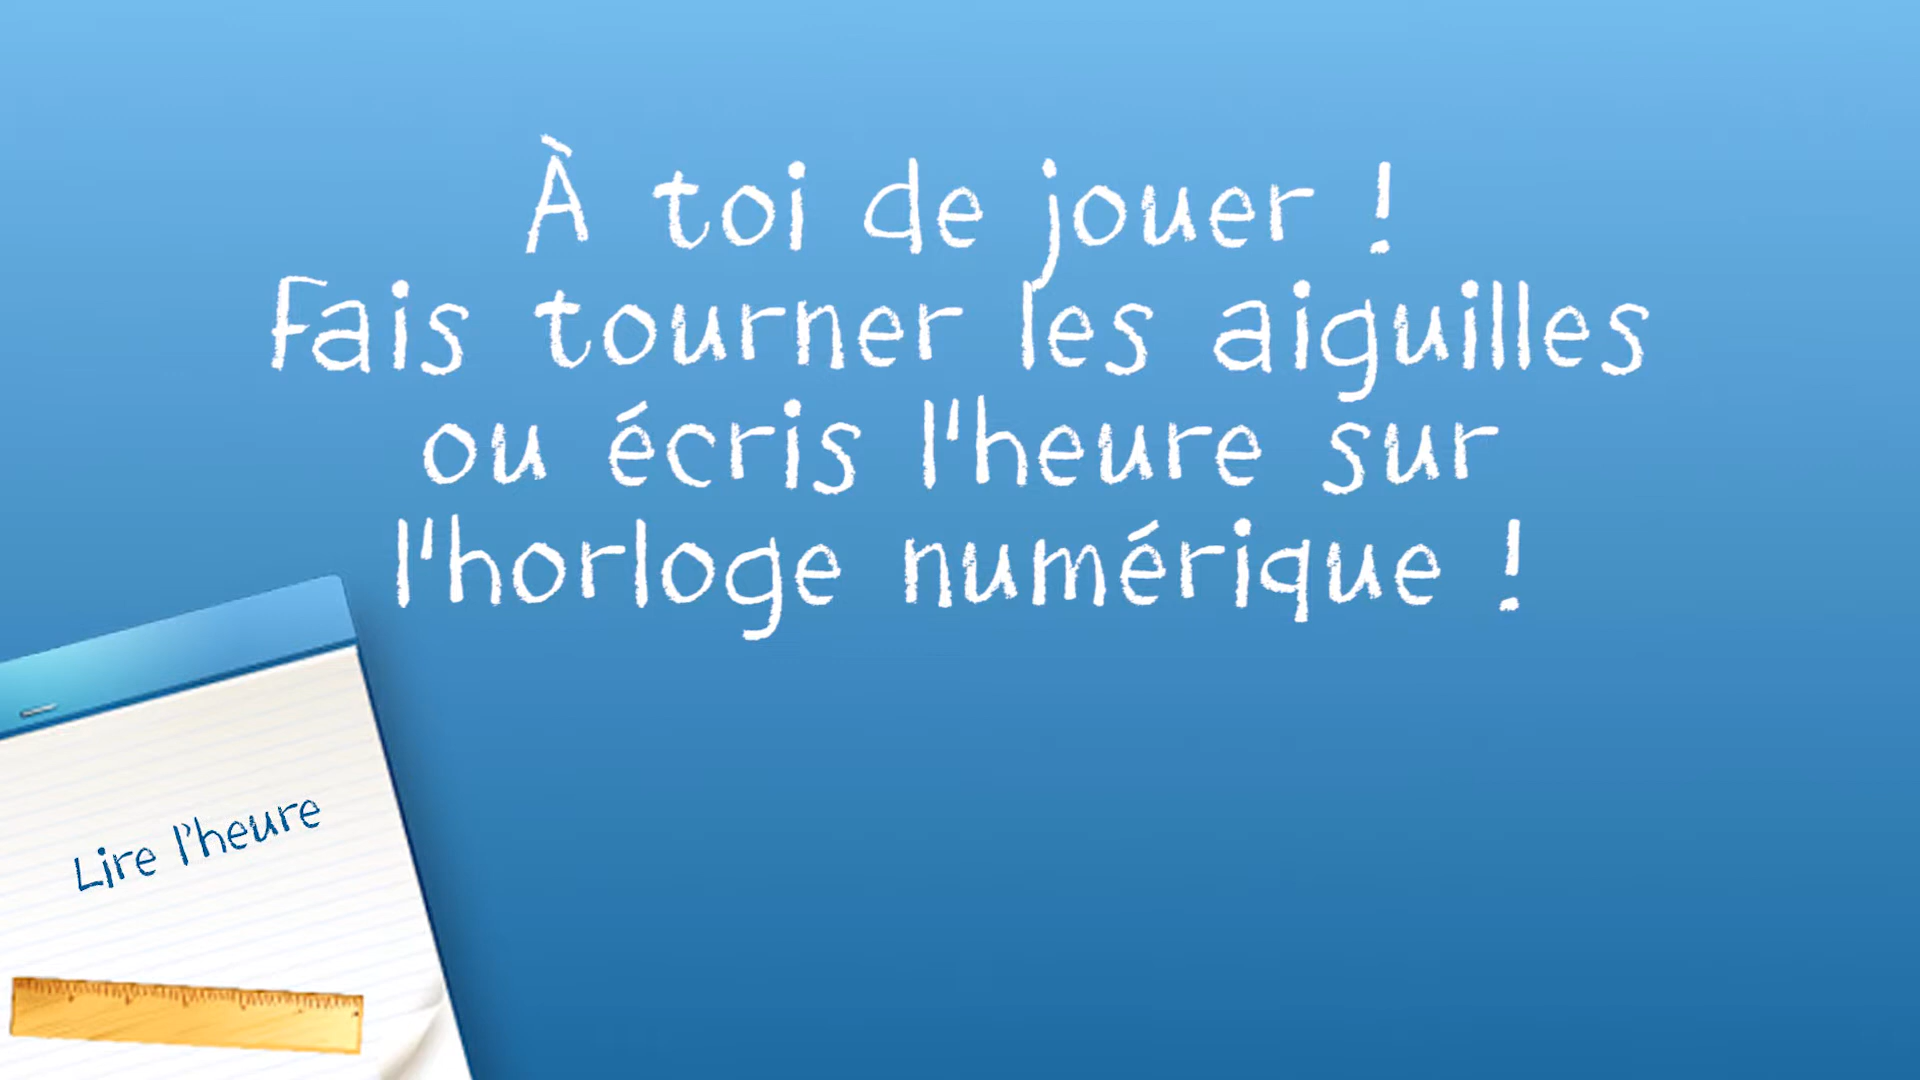 À toi de jouer !
Fais tourner les aiguilles
ou écris l'heure sur
l'horloge numérique !
Lire l'heure